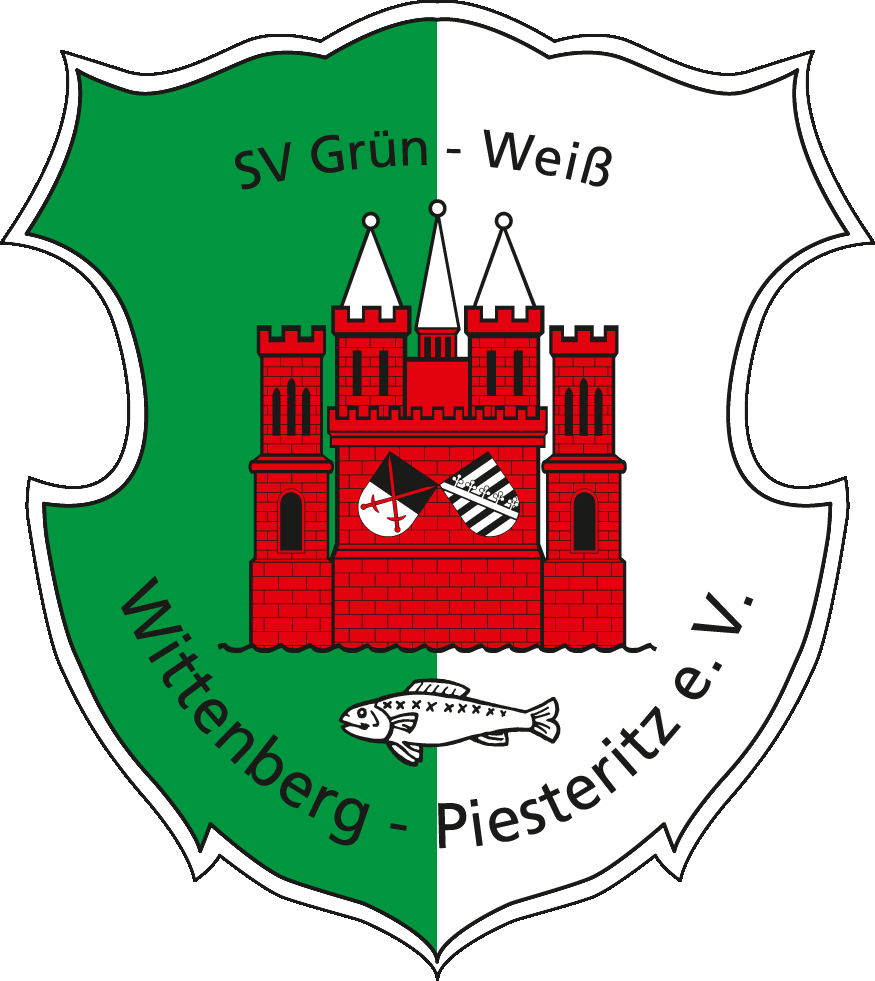 SV Grün - Weiß
Wittenberg - Piesteritz e. V.